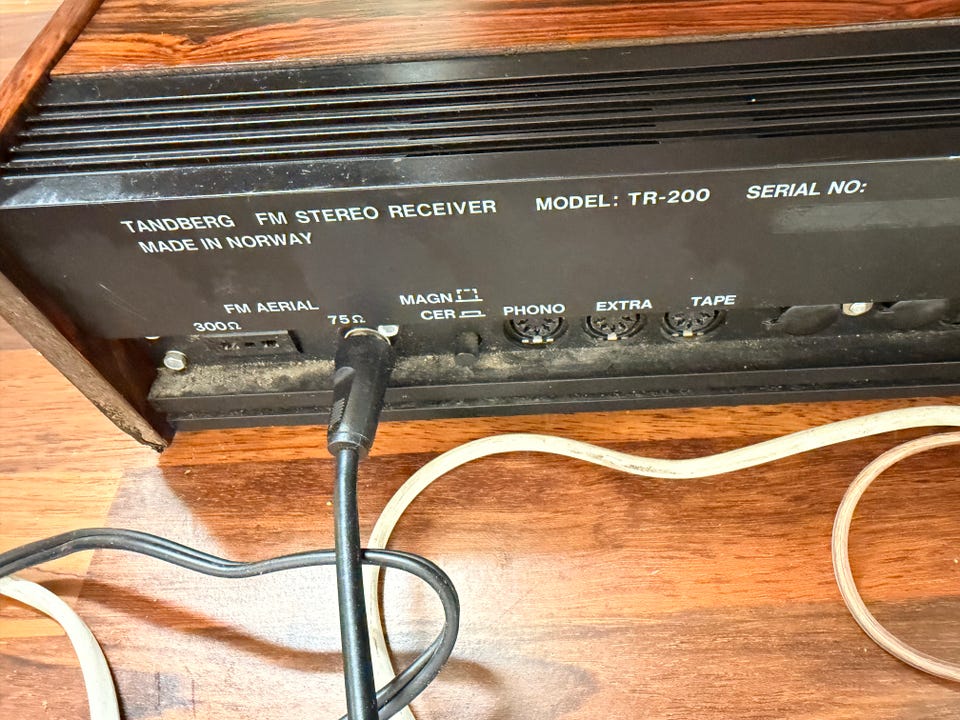 TANDBERG FM STEREO RECEIVER MODEL: TR-200 SERIAL NO:
MADE IN NORWAY
FM AERIAL
300Ω 75Ω
MAGN
CER
PHONO EXTRA TAPE